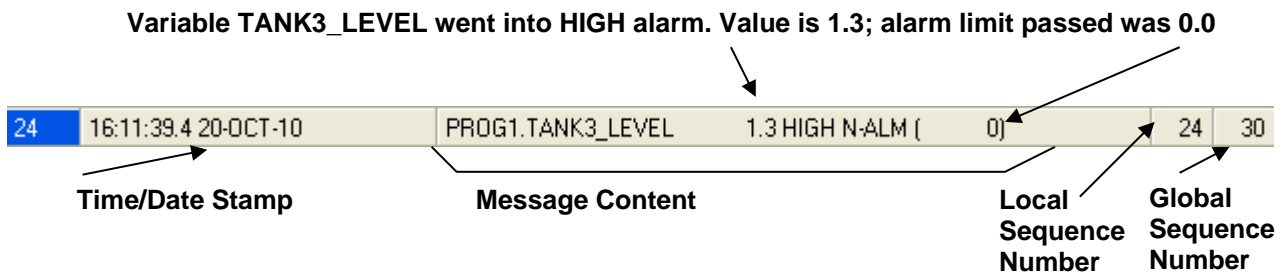 Variable TANK3_LEVEL went into HIGH alarm. Value is 1.3; alarm limit passed was 0.0
24 16:11:39.4 20-OCT-10 PROG1.TANK3_LEVEL 1.3 HIGH N-ALM ( 0) 24 30
Time/Date Stamp
Message Content
Local
Sequence
Number
Global
Sequence
Number